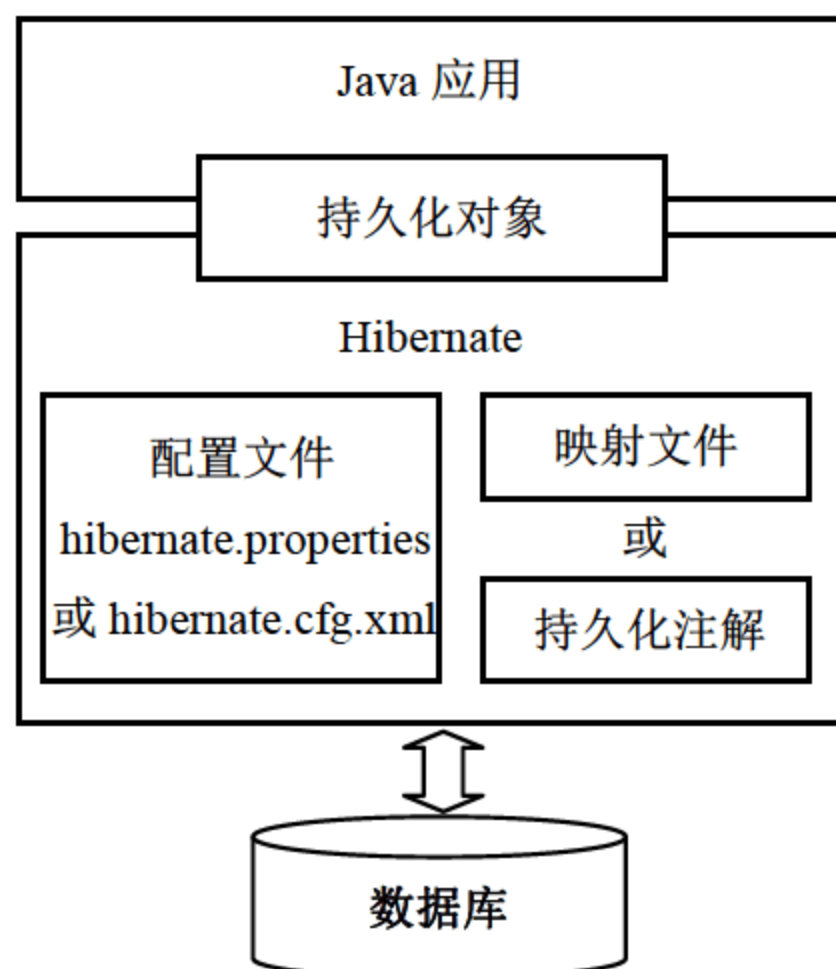 Java 应用
持久化对象
Hibernate
配置文件
hibernate.properties
或 hibernate.cfg.xml
映射文件
或
持久化注解
数据库